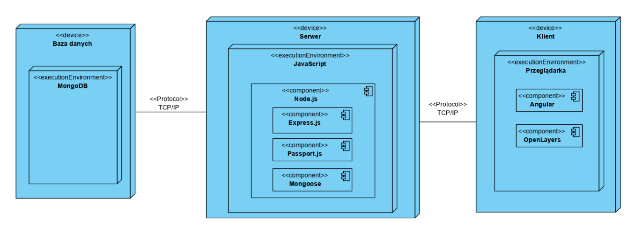 <<device>>
Baza danych
<<executionEnvironment>>
MongoDB
<<Protocol>>
TCP/IP
<<device>>
Serwer
<<executionEnvironment>>
JavaScript
<<component>>
Node.js
<<component>>
Express.js
<<component>>
Passport.js
<<component>>
Mongoose
<<Protocol>>
TCP/IP
<<device>>
Klient
<<executionEnvironment>>
Przeglądarka
<<component>>
Angular
<<component>>
OpenLayers